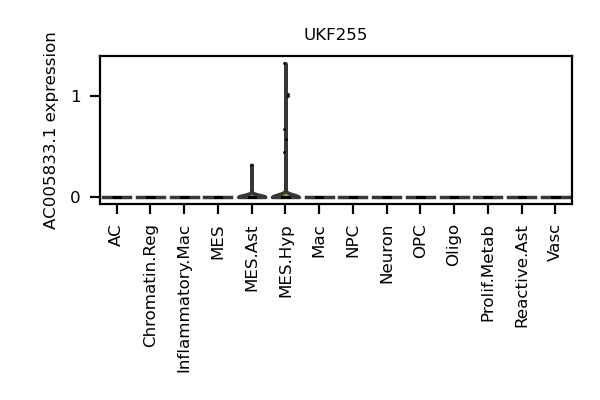 UKF255
AC005833.1 expression
1
0
AC
Chromatin.Reg
Inflammatory.Mac
MES
MES.Ast
MES.Hyp
Mac
NPC
Neuron
OPC
Oligo
Prolif.Metab
Reactive.Ast
Vasc